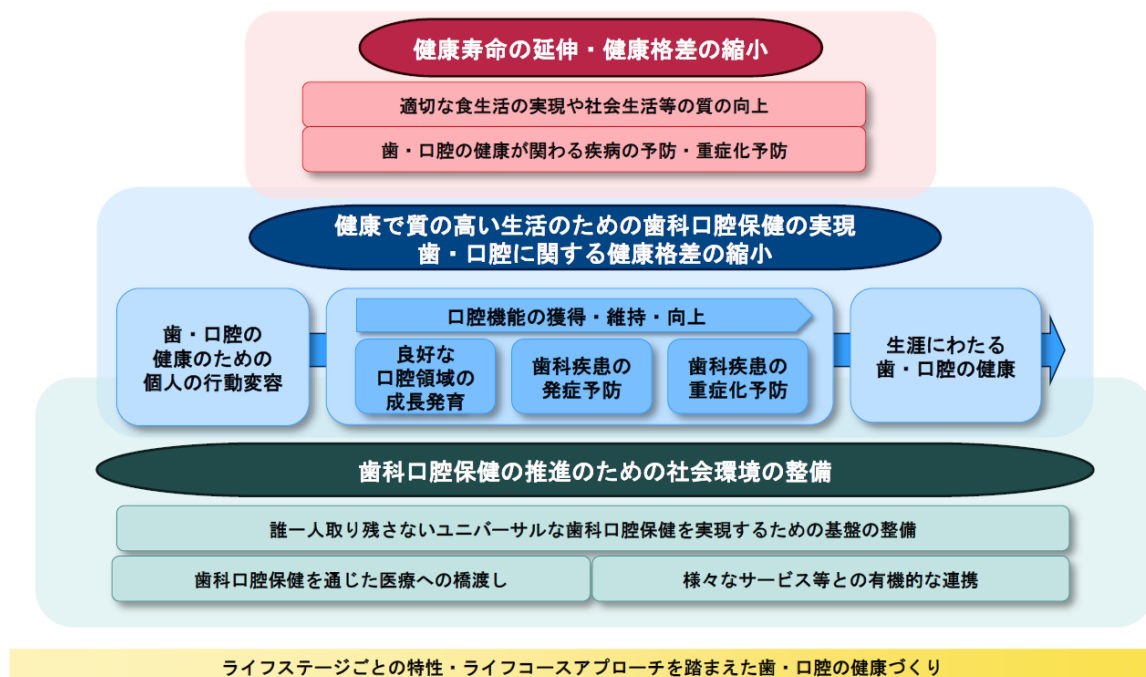 健康寿命の延伸・健康格差の縮小
適切な食生活の実現や社会生活等の質の向上
歯・口腔の健康が関わる疾病の予防・重症化予防
健康で質の高い生活のための歯科口腔保健の実現
歯・口腔に関する健康格差の縮小
歯・口腔の
健康のための
個人の行動変容
口腔機能の獲得・維持・向上
良好な
口腔領域の
成長発育
歯科疾患の
発症予防
歯科疾患の
重症化予防
生涯にわたる
歯・口腔の健康
歯科口腔保健の推進のための社会環境の整備
誰一人取り残さないユニバーサルな歯科口腔保健を実現するための基盤の整備
歯科口腔保健を通じた医療への橋渡し
様々なサービス等との有機的な連携
ライフステージごとの特性・ライフコースアプローチを踏まえた歯・口腔の健康づくり